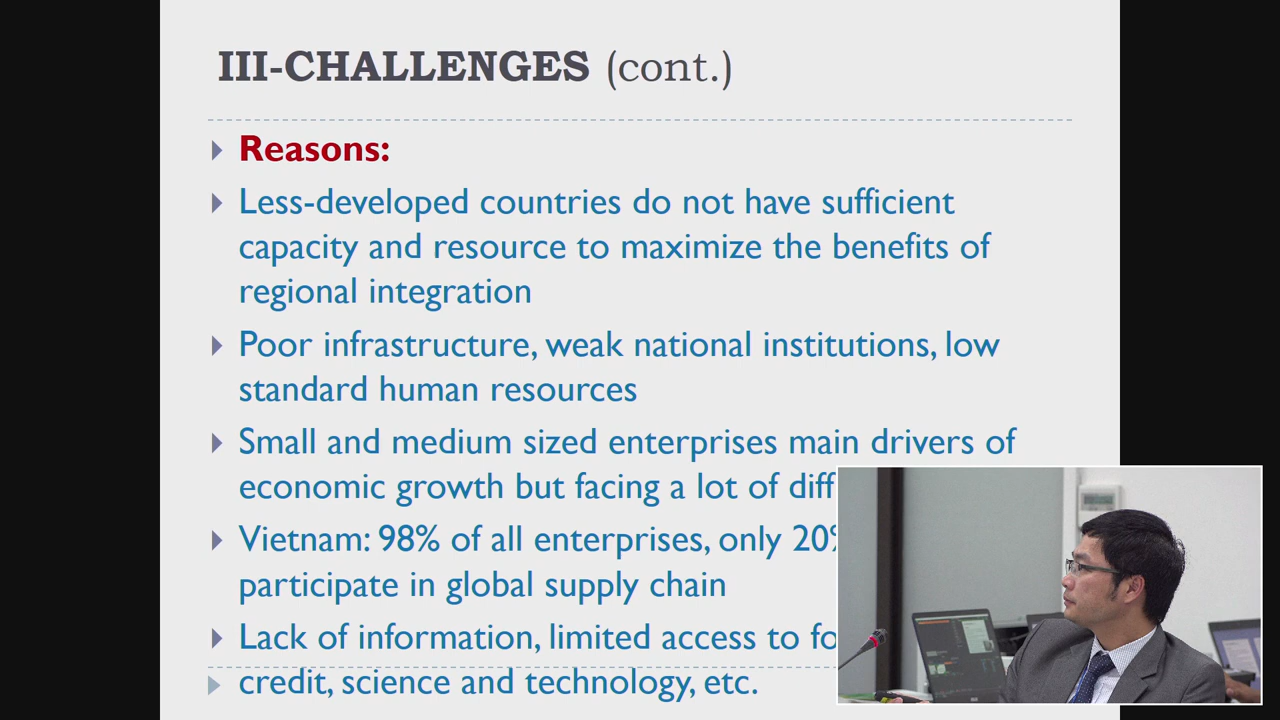 III-CHALLENGES (cont.)
Reasons:
Less-developed countries do not have sufficient
capacity and resource to maximize the benefits of
regional integration
Poor infrastructure, weak national institutions, low
standard human resources
Small and medium sized enterprises main drivers of
economic growth but facing a lot of
Vietnam: 98% of all enterprises, only 20%
participate in global supply chain
Lack of information, limited access to
credit, science and technology, etc.